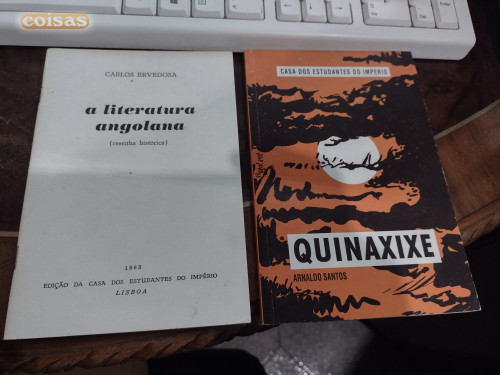 coisas
CARLOS ERVEDOSA
a literatura
angolana
(resenha histórica)
1963
EDIÇÃO DA CASA DOS ESTUDANTES DO IMPÉRIO
LISBOA
CASA DOS ESTUDANTES DO IMPÉRIO
QUINAXIXE
ARNALDO SANTOS